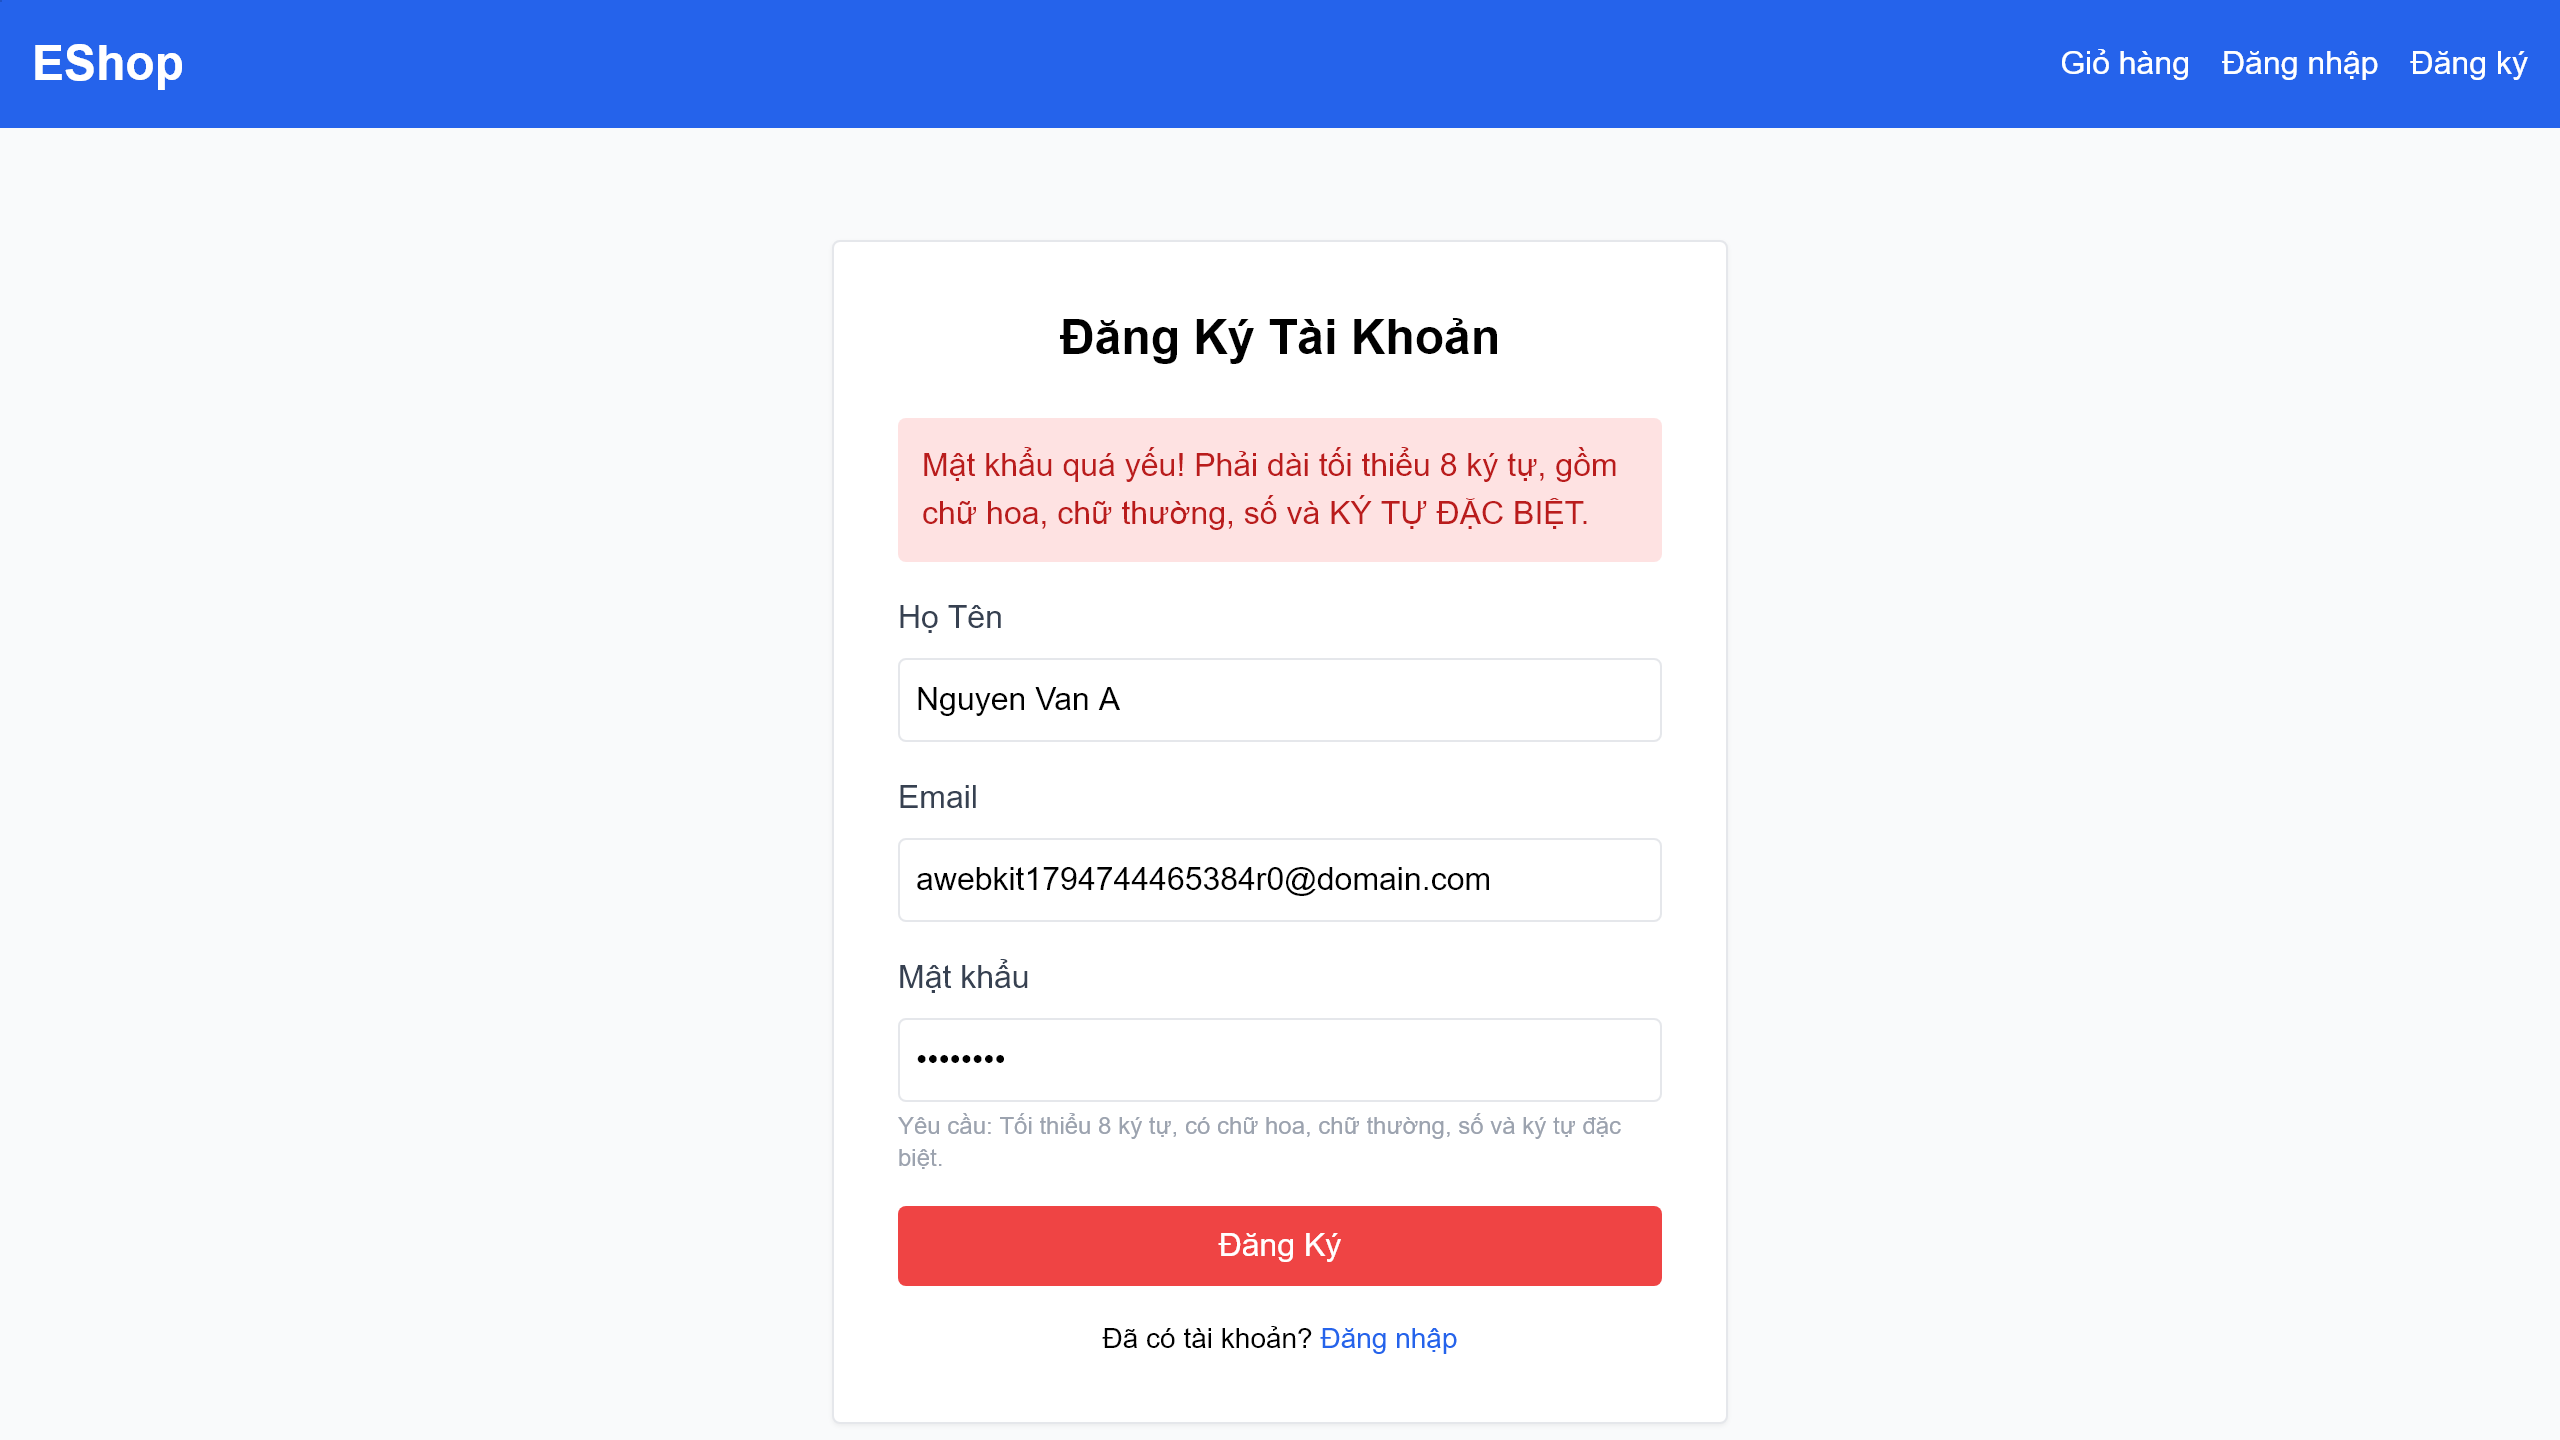 EShop
Giỏ hàng Đăng nhập Đăng ký
Đăng Ký Tài Khoản
Mật khẩu quá yếu! Phải dài tối thiểu 8 ký tự, gồm
chữ hoa, chữ thường, số và KÝ TỰ ĐẶC BIỆT.
Họ Tên
Nguyen Van A
Email
awebkit1794744465384r0@domain.com
Mật khẩu
••••••••
Yêu cầu: Tối thiểu 8 ký tự, có chữ hoa, chữ thường, số và ký tự đặc
biệt.
Đăng Ký
Đã có tài khoản? Đăng nhập